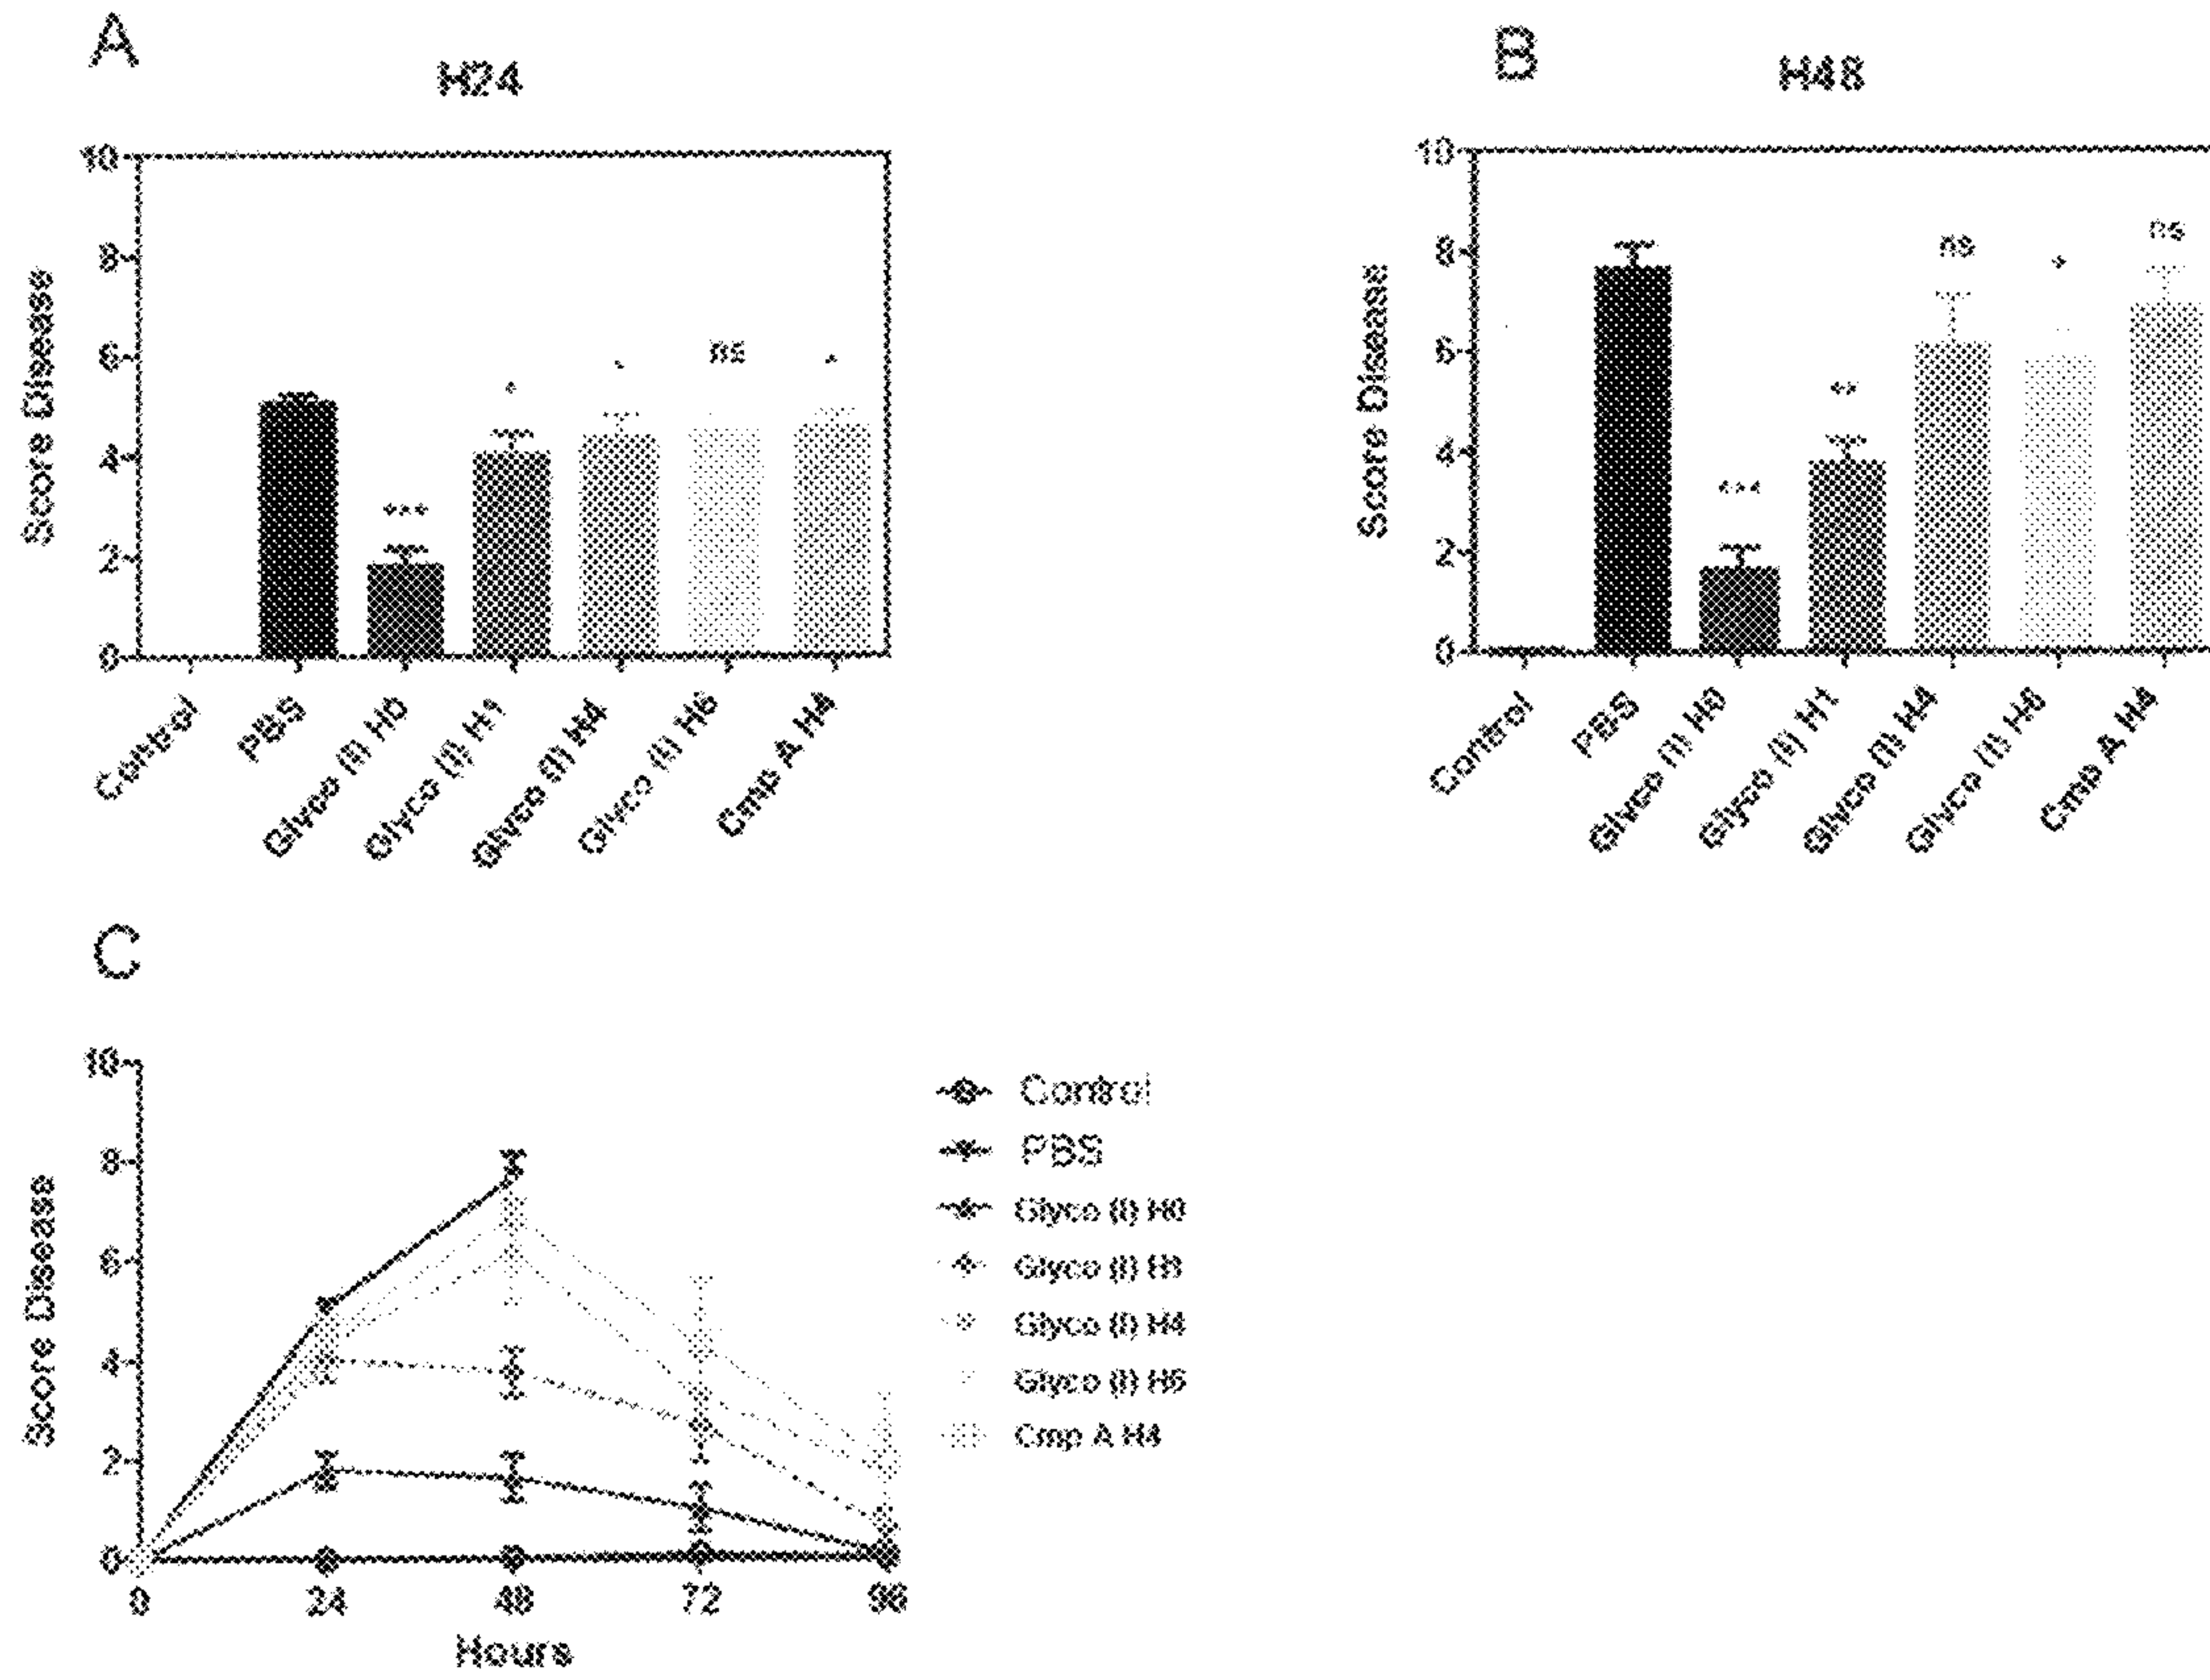 A
H24
Score Disease
10
8
6
4
2
0
***
*
*
ns
*
Control
PBS
Glyco (I) H0
Glyco (I) H1
Glyco (I) H4
Glyco (I) H6
Cmp A H4
B
H48
Score Disease
10
8
6
4
2
0
***
**
ns
*
ns
Control
PBS
Glyco (I) H0
Glyco (I) H1
Glyco (I) H4
Glyco (I) H6
Cmp A H4
C
Score Disease
10
8
6
4
2
0
0 24 48 72 96
Hours
Control
PBS
Glyco (I) H0
Glyco (I) H1
Glyco (I) H4
Glyco (I) H6
Cmp A H4